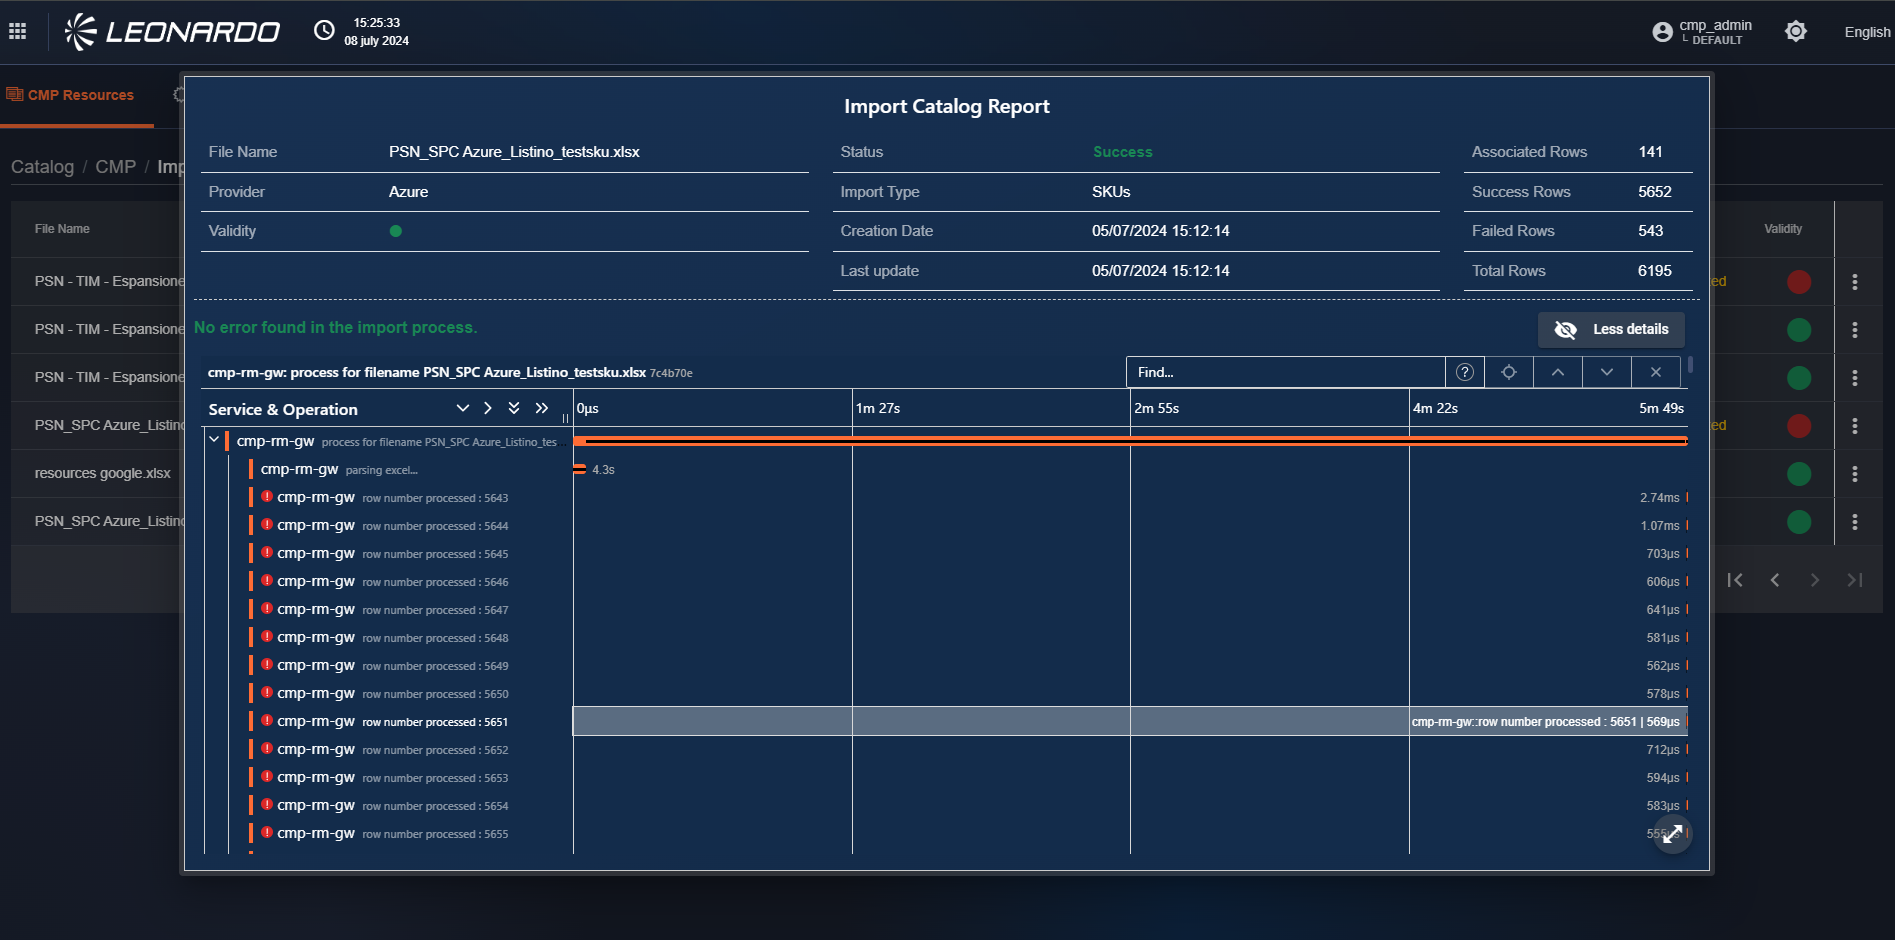 LEONARDO
15:25:33
08 july 2024
cmp_admin
DEFAULT
English
CMP Resources
Catalog / CMP / Imp
File Name
Validity
PSN - TIM - Espansione
ed
PSN - TIM - Espansione
PSN - TIM - Espansione
PSN_SPC Azure_Listino
ed
resources google.xlsx
PSN_SPC Azure_Listino
Import Catalog Report
File Name PSN_SPC Azure_Listino_testsku.xlsx
Provider Azure
Validity
Status Success
Import Type SKUs
Creation Date 05/07/2024 15:12:14
Last update 05/07/2024 15:12:14
Associated Rows 141
Success Rows 5652
Failed Rows 543
Total Rows 6195
No error found in the import process.
Less details
cmp-rm-gw: process for filename PSN_SPC Azure_Listino_testsku.xlsx 7c4b70e
Find...
Service & Operation
0μs 1m 27s 2m 55s 4m 22s 5m 49s
cmp-rm-gw process for filename PSN_SPC Azure_Listino_tes
cmp-rm-gw parsing excel... 4.3s
cmp-rm-gw row number processed : 5643 2.74ms
cmp-rm-gw row number processed : 5644 1.07ms
cmp-rm-gw row number processed : 5645 703μs
cmp-rm-gw row number processed : 5646 606μs
cmp-rm-gw row number processed : 5647 641μs
cmp-rm-gw row number processed : 5648 581μs
cmp-rm-gw row number processed : 5649 562μs
cmp-rm-gw row number processed : 5650 578μs
cmp-rm-gw row number processed : 5651 cmp-rm-gw::row number processed : 5651 | 569μs
cmp-rm-gw row number processed : 5652 712μs
cmp-rm-gw row number processed : 5653 594μs
cmp-rm-gw row number processed : 5654 583μs
cmp-rm-gw row number processed : 5655 555μs